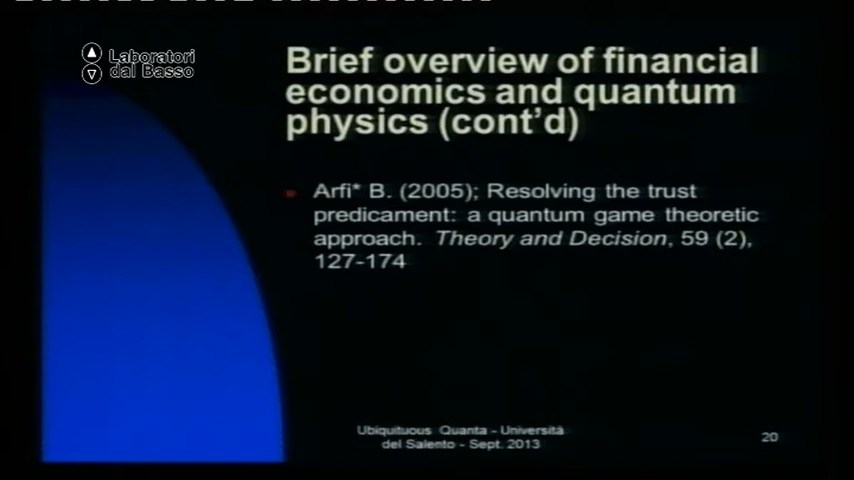 Laboratori
dal Basso
Brief overview of financial
economics and quantum
physics (cont'd)
Arfi* B. (2005); Resolving the trust
predicament: a quantum game theoretic
approach. Theory and Decision, 59 (2),
127-174
Ubiquituous Quanta - Università
del Salento - Sept. 2013
20